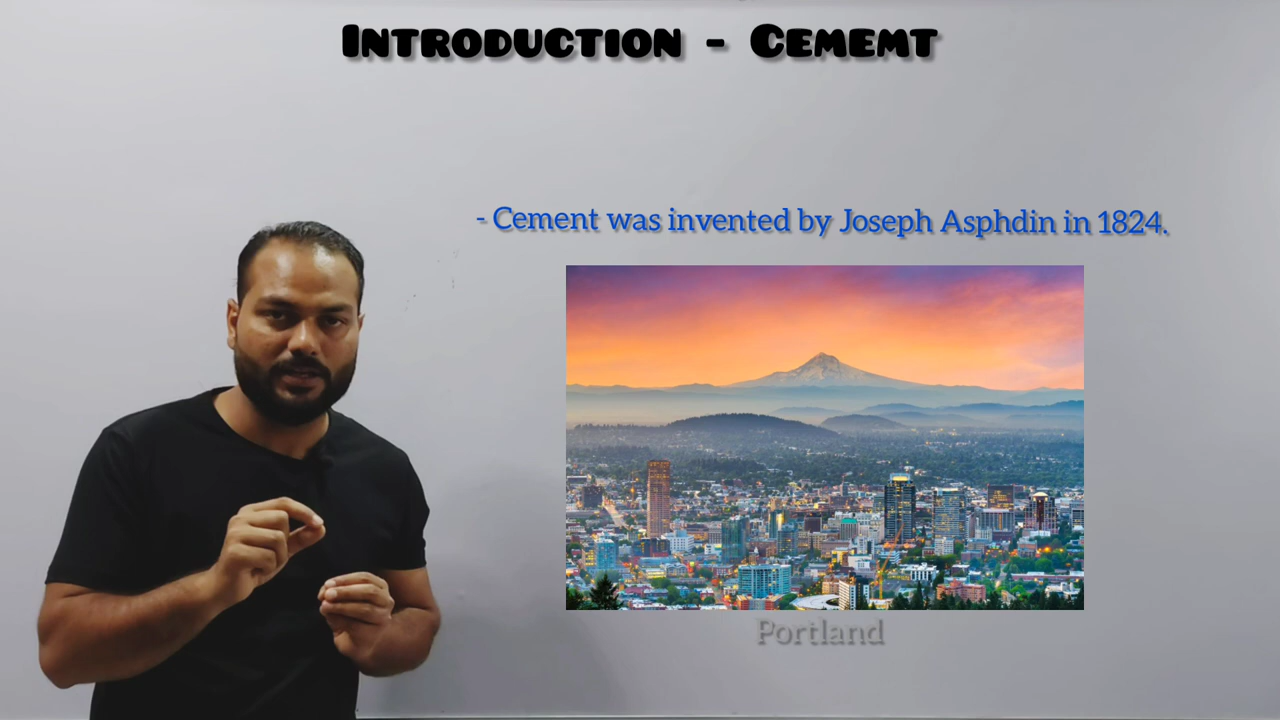 Introduction - Cememt
- Cement was invented by Joseph Asphdin in 1824.
Portland